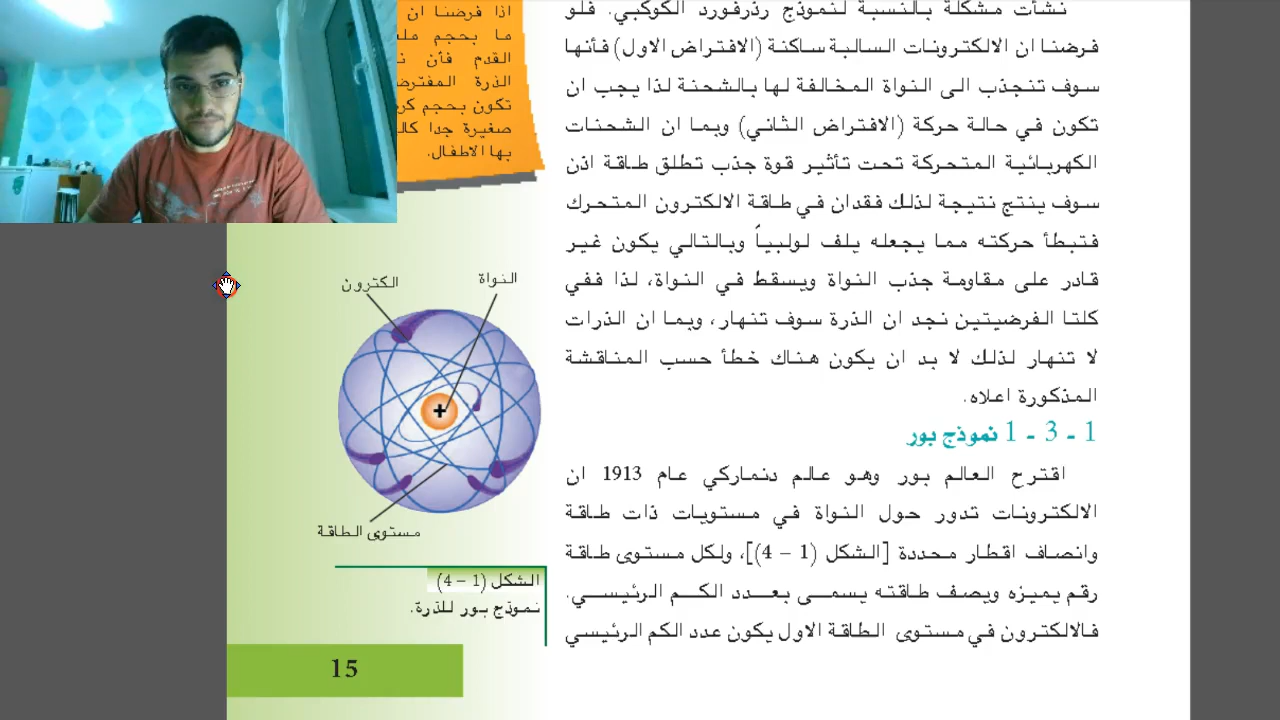 نشأت مشكلة بالنسبة لنموذج رذرفورد الكوكبي. فلو
فرضنا ان الالكترونات السالبة ساكنة (الافتراض الاول) فأنها
سوف تنجذب الى النواة المخالفة لها بالشحنة لذا يجب ان
تكون في حالة حركة (الافتراض الثاني) وبما ان الشحنات
الكهربائية المتحركة تحت تأثير قوة جذب تطلق طاقة اذن
سوف ينتج نتيجة لذلك فقدان في طاقة الالكترون المتحرك
فتبطأ حركته مما يجعله يلف لولبياً وبالتالي يكون غير
قادر على مقاومة جذب النواة ويسقط في النواة، لذا ففي
كلتا الفرضيتين نجد ان الذرة سوف تنهار، وبما ان الذرات
لا تنهار لذلك لا بد ان يكون هناك خطأ حسب المناقشة
المذكورة اعلاه.
1 - 3 - 1 نموذج بور
اقترح العالم بور وهو عالم دنماركي عام 1913 ان
الالكترونات تدور حول النواة في مستويات ذات طاقة
وانصاف اقطار محددة [الشكل (1 – 4)]، ولكل مستوى طاقة
رقم يميزه ويصف طاقته يسمى بعدد الكم الرئيسي.
فالالكترون في مستوى الطاقة الاول يكون عدد الكم الرئيسي
اذا فرضنا ان
ما بحجم
القدم فأن
الذرة
تكون بحجم
صغيرة جدا
بها الاطفال.
النواة
الكترون
+
مستوى الطاقة
الشكل (1 – 4)
نموذج بور للذرة.
15